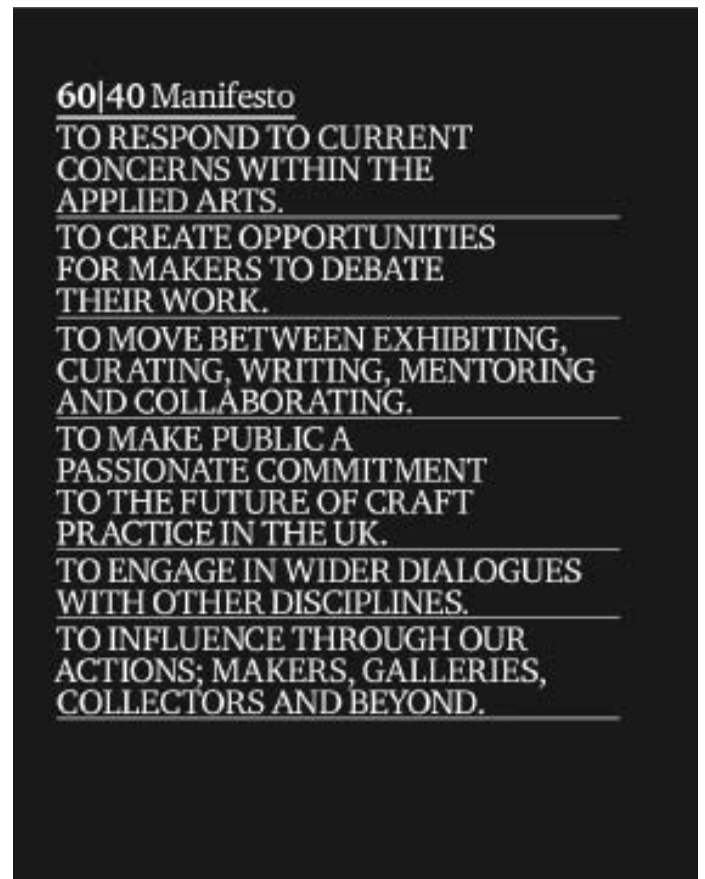 60|40 Manifesto
TO RESPOND TO CURRENT
CONCERNS WITHIN THE
APPLIED ARTS.
TO CREATE OPPORTUNITIES
FOR MAKERS TO DEBATE
THEIR WORK.
TO MOVE BETWEEN EXHIBITING,
CURATING, WRITING, MENTORING
AND COLLABORATING.
TO MAKE PUBLIC A
PASSIONATE COMMITMENT
TO THE FUTURE OF CRAFT
PRACTICE IN THE UK.
TO ENGAGE IN WIDER DIALOGUES
WITH OTHER DISCIPLINES.
TO INFLUENCE THROUGH OUR
ACTIONS; MAKERS, GALLERIES,
COLLECTORS AND BEYOND.